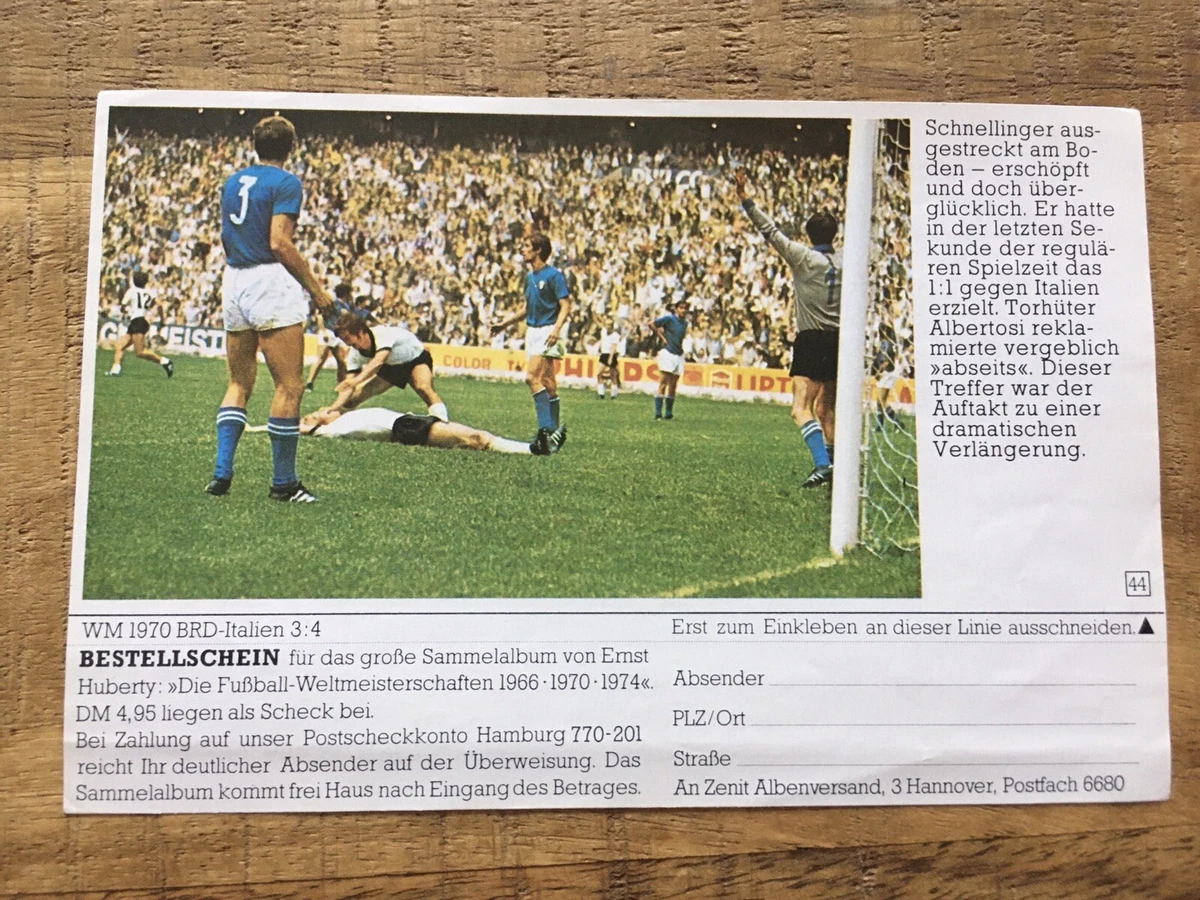 3
12
1
COLOR
Schnellinger aus-
gestreckt am Bo-
den – erschöpft
und doch über-
glücklich. Er hatte
in der letzten Se-
kunde der regulä-
ren Spielzeit das
1:1 gegen Italien
erzielt. Torhüter
Albertosi rekla-
mierte vergeblich
»abseits«. Dieser
Treffer war der
Auftakt zu einer
dramatischen
Verlängerung.
44
WM 1970 BRD-Italien 3:4
Erst zum Einkleben an dieser Linie ausschneiden.▲
BESTELLSCHEIN für das große Sammelalbum von Ernst
Huberty: »Die Fußball-Weltmeisterschaften 1966·1970·1974«.
DM 4,95 liegen als Scheck bei.
Bei Zahlung auf unser Postscheckkonto Hamburg 770-201
reicht Ihr deutlicher Absender auf der Überweisung. Das
Sammelalbum kommt frei Haus nach Eingang des Betrages.
Absender
PLZ/Ort
Straße
An Zenit Albenversand, 3 Hannover, Postfach 6680